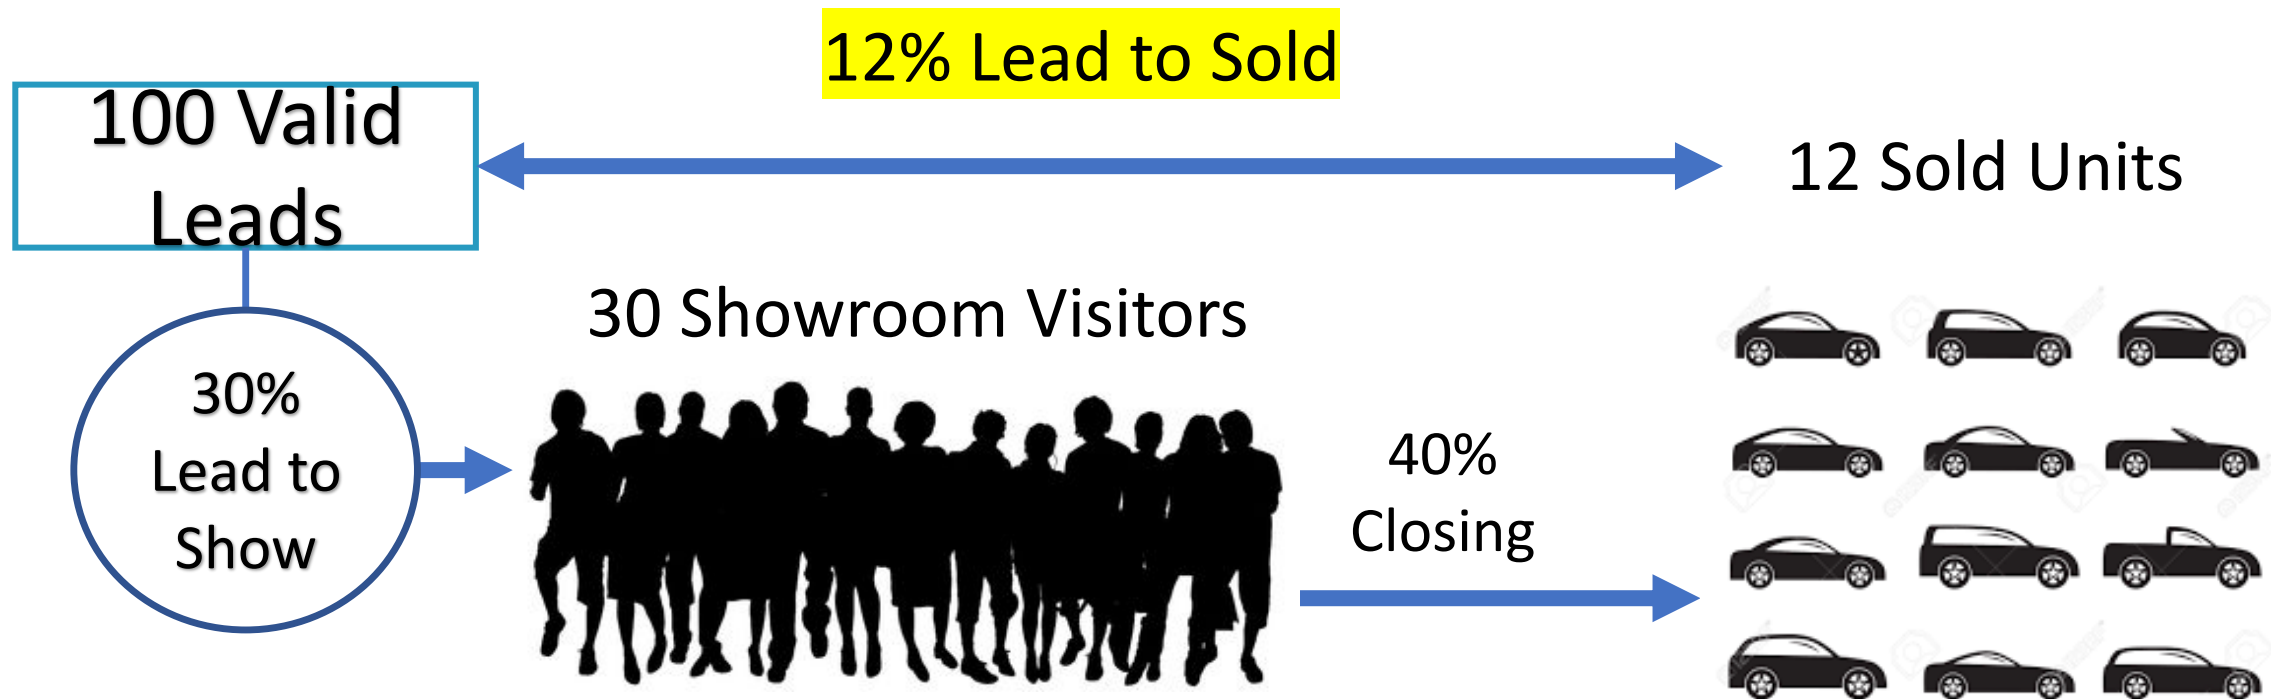 12% Lead to Sold
100 Valid
Leads
12 Sold Units
30 Showroom Visitors
30%
Lead to
Show
40%
Closing